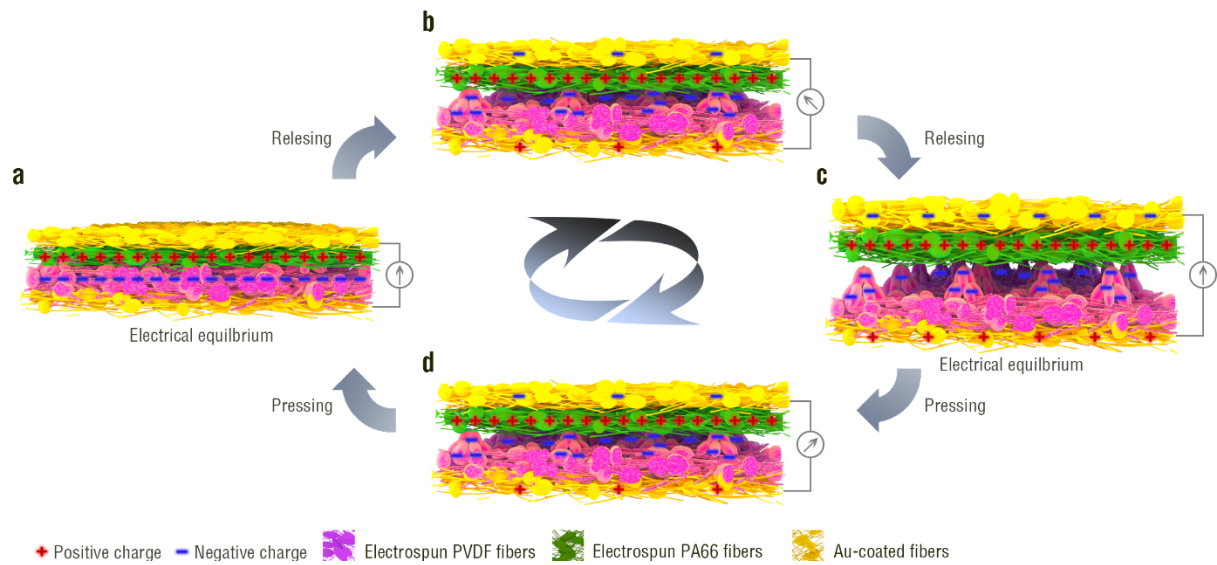 b
Relesing
Relesing
a
c
Electrical equilbrium
d
Electrical equilbrium
Pressing
Pressing
Positive charge
Negative charge
Electrospun PVDF fibers
Electrospun PA66 fibers
Au-coated fibers